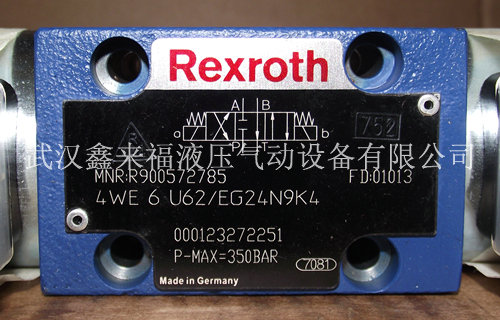 Rexroth
A B
a b
P T
752
武汉鑫来福液压气动设备有限公司
MNR:R900572785 FD:01013
4WE 6 U62/EG24N9K4
000123272251
P-MAX=350BAR 7081
Made in Germany